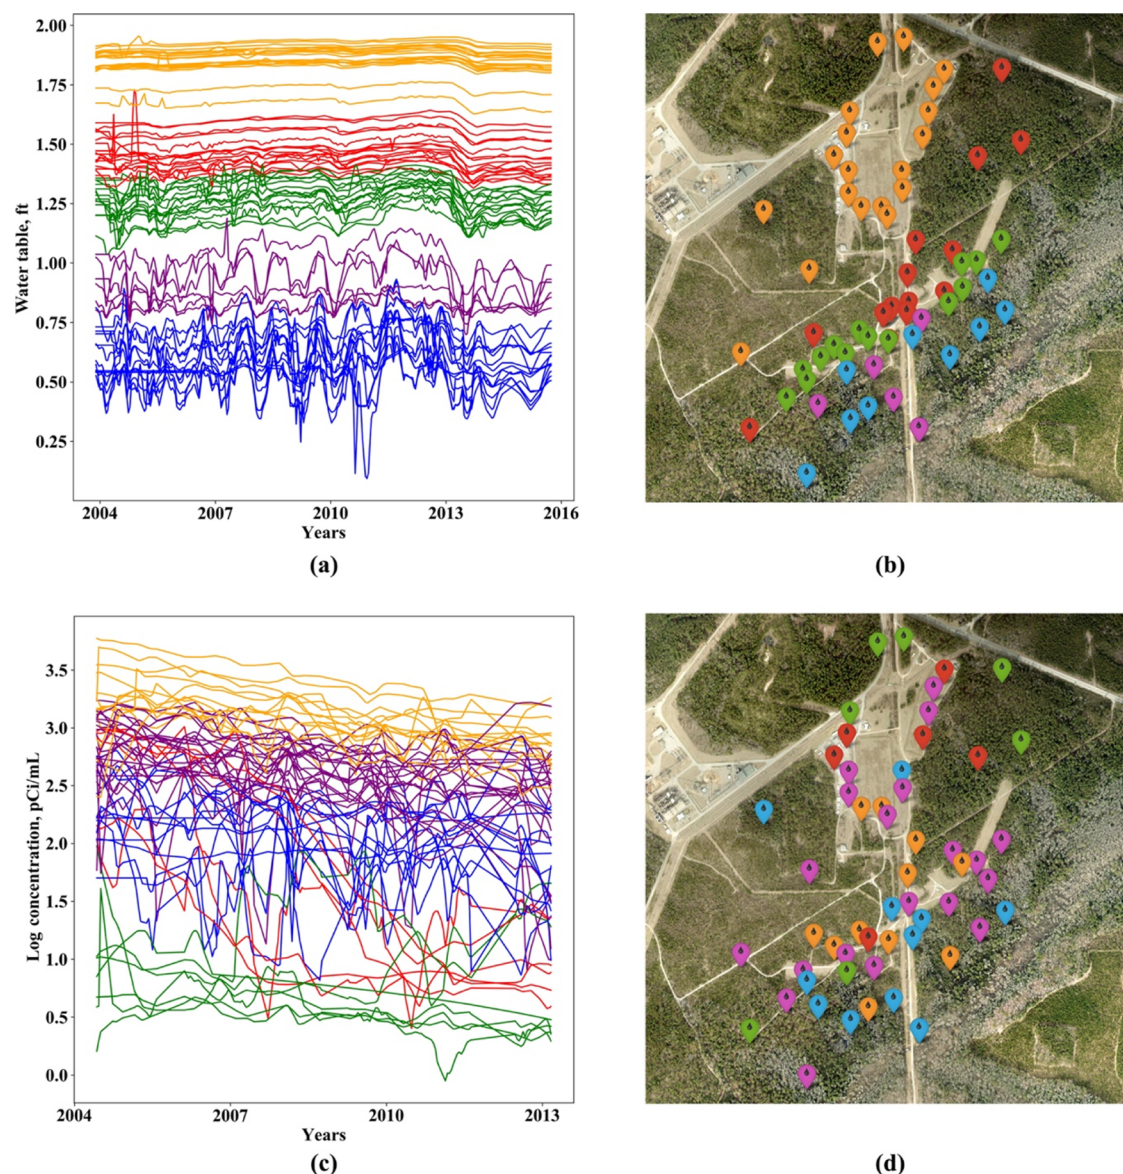 2.00
1.75
1.50
1.25
1.00
0.75
0.50
0.25
Water table, ft
2004 2007 2010 2013 2016
Years
(a)
(b)
3.5
3.0
2.5
2.0
1.5
1.0
0.5
0.0
Log concentration, pCi/mL
2004 2007 2010 2013
Years
(c)
(d)